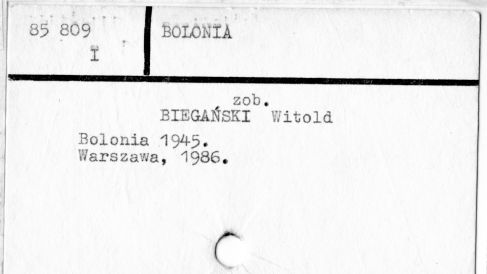 85 809
BOLONIA
I
zob.
BIEGAŃSKI Witold
Bolonia 1945.
Warszawa, 1986.